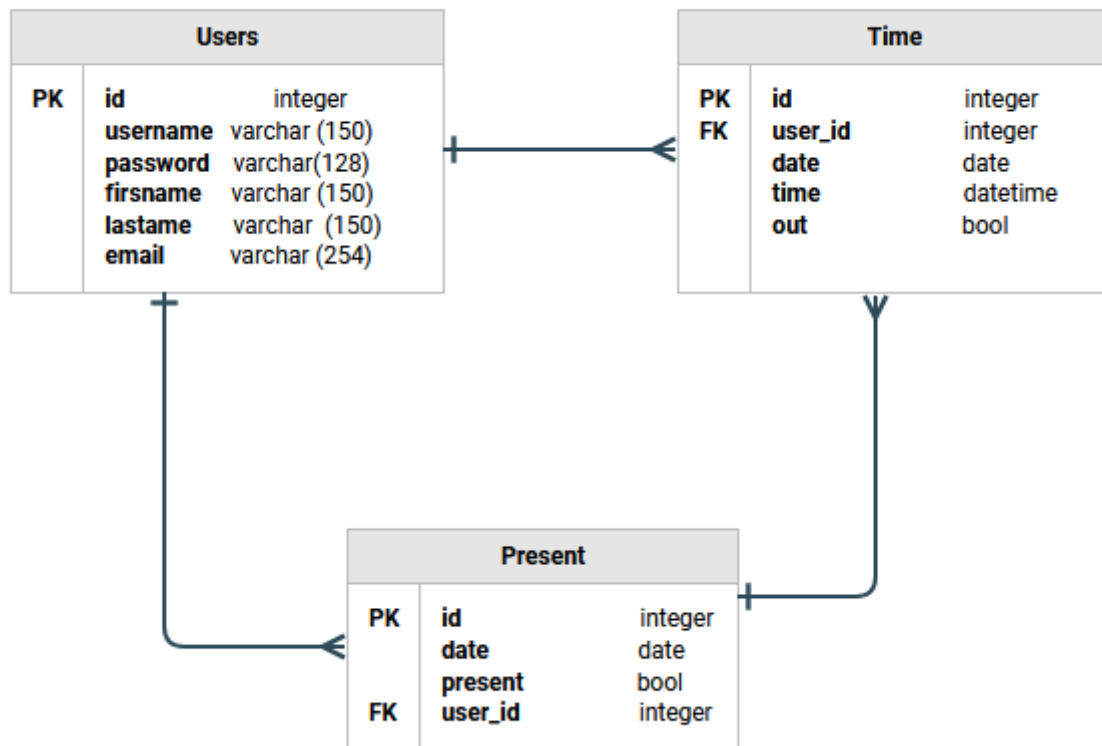 Users
PK id integer
username varchar (150)
password varchar(128)
firsname varchar (150)
lastame varchar (150)
email varchar (254)
Time
PK id integer
FK user_id integer
date date
time datetime
out bool
Present
PK id integer
date date
present bool
FK user_id integer